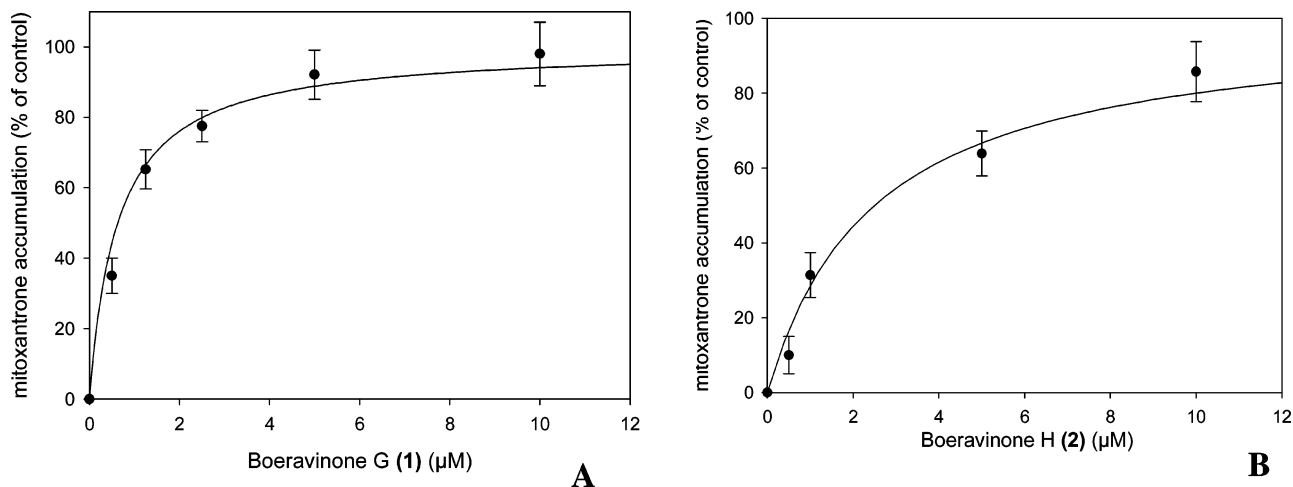 mitoxantrone accumulation (% of control)
100
80
60
40
20
0
0 2 4 6 8 10 12
Boeravinone G (1) (µM)
A
mitoxantrone accumulation (% of control)
100
80
60
40
20
0
0 2 4 6 8 10 12
Boeravinone H (2) (µM)
B